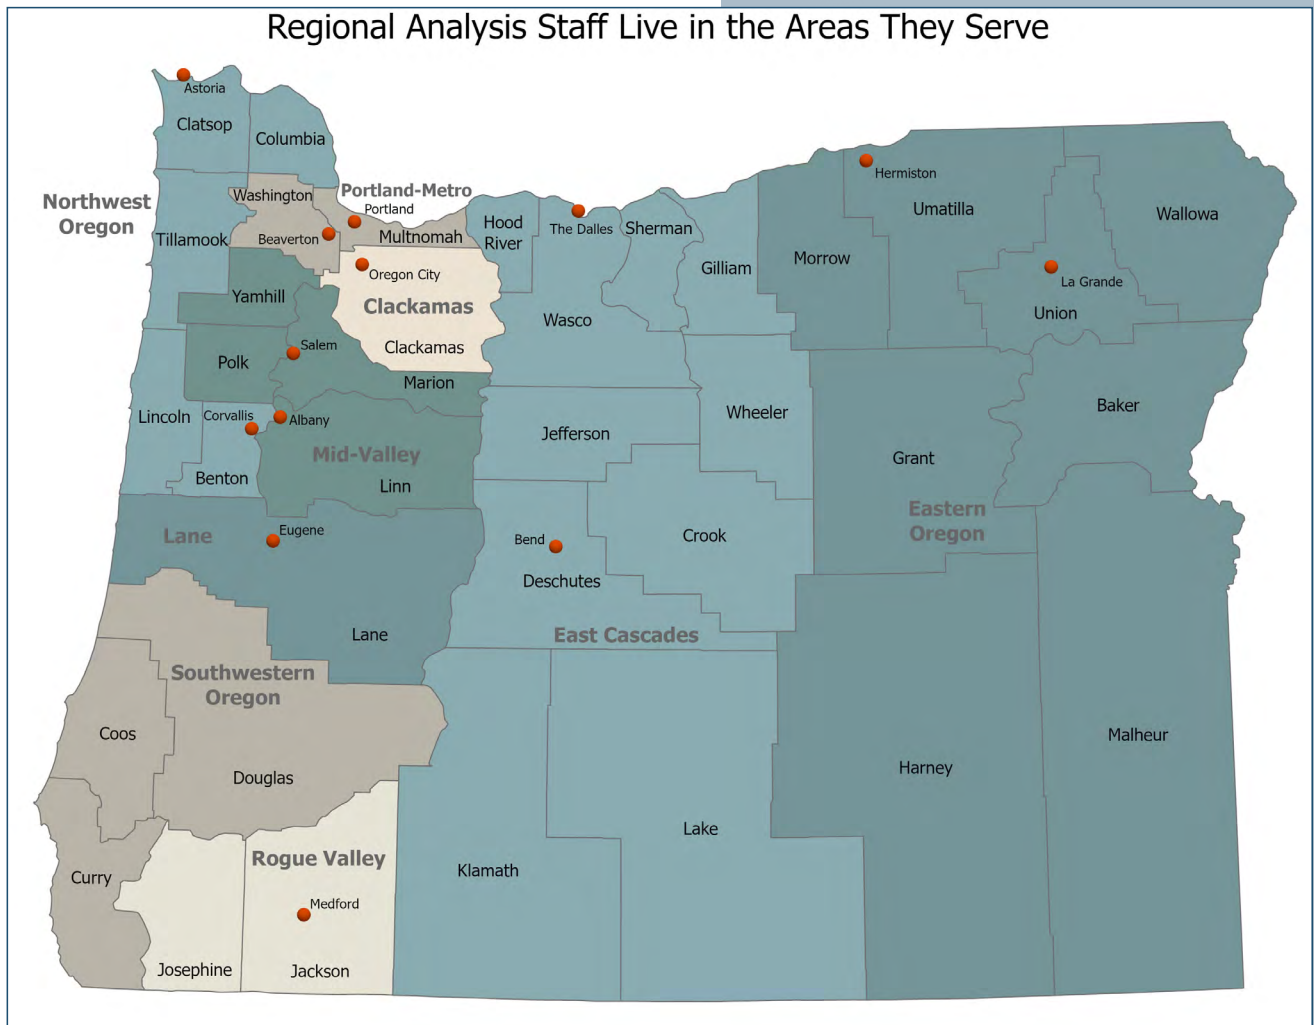 Regional Analysis Staff Live in the Areas They Serve
Astoria
Clatsop
Columbia
Northwest
Oregon
Washington
Portland-Metro
Portland
Tillamook
Beaverton
Multnomah
Hood
River
The Dalles
Sherman
Hermiston
Umatilla
Wallowa
Oregon City
Gilliam
Morrow
La Grande
Yamhill
Clackamas
Wasco
Union
Salem
Polk
Clackamas
Marion
Lincoln
Corvallis
Albany
Jefferson
Wheeler
Baker
Mid-Valley
Benton
Linn
Grant
Lane
Eugene
Bend
Crook
Eastern
Oregon
Deschutes
Lane
East Cascades
Southwestern
Oregon
Coos
Douglas
Harney
Malheur
Lake
Rogue Valley
Klamath
Curry
Medford
Josephine
Jackson